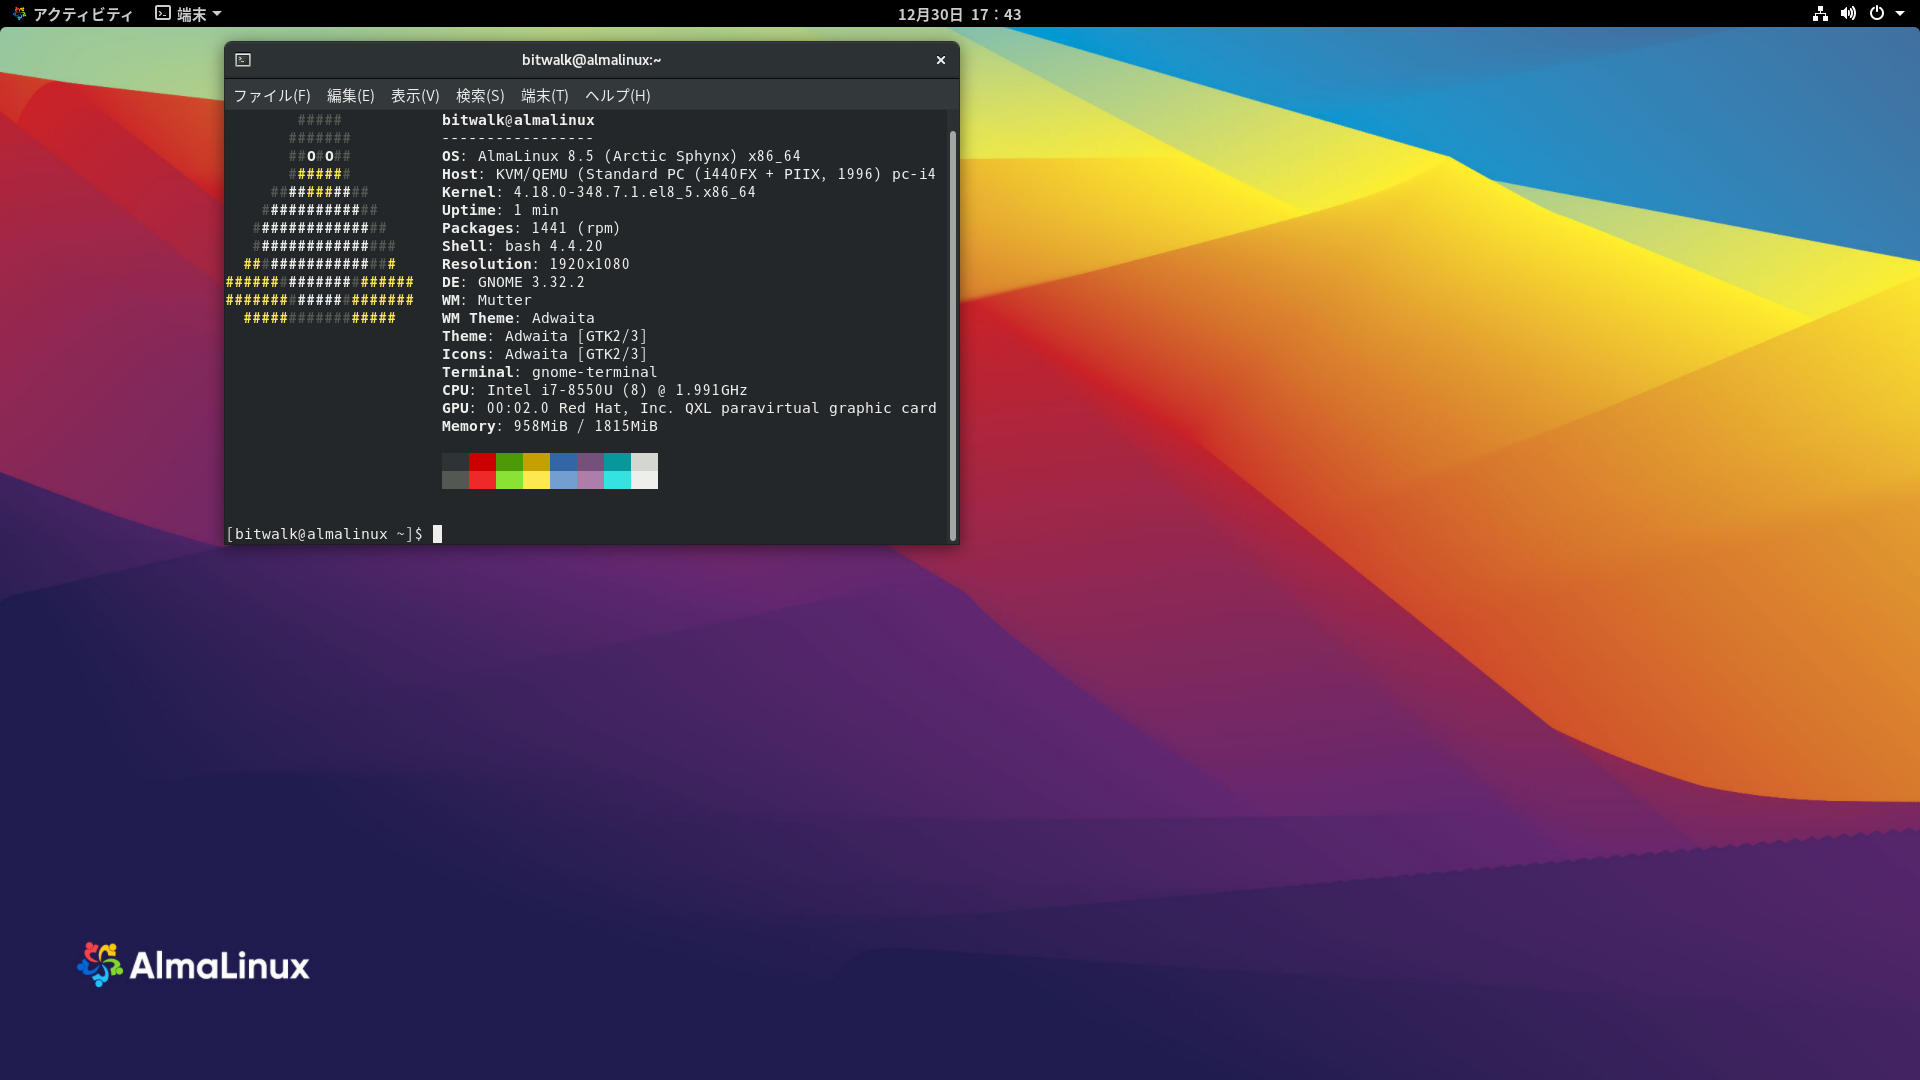 アクティビティ 端末 12月30日 17：43
bitwalk@almalinux:~
ファイル(F) 編集(E) 表示(V) 検索(S) 端末(T) ヘルプ(H)
##### bitwalk@almalinux
####### -----------------
##O#O## OS: AlmaLinux 8.5 (Arctic Sphynx) x86_64
####### Host: KVM/QEMU (Standard PC (i440FX + PIIX, 1996) pc-i4
########### Kernel: 4.18.0-348.7.1.el8_5.x86_64
############# Uptime: 1 min
############### Packages: 1441 (rpm)
################ Shell: bash 4.4.20
################# Resolution: 1920x1080
##################### DE: GNOME 3.32.2
##################### WM: Mutter
################# WM Theme: Adwaita
Theme: Adwaita [GTK2/3]
Icons: Adwaita [GTK2/3]
Terminal: gnome-terminal
CPU: Intel i7-8550U (8) @ 1.991GHz
GPU: 00:02.0 Red Hat, Inc. QXL paravirtual graphic card
Memory: 958MiB / 1815MiB
[bitwalk@almalinux ~]$
AlmaLinux